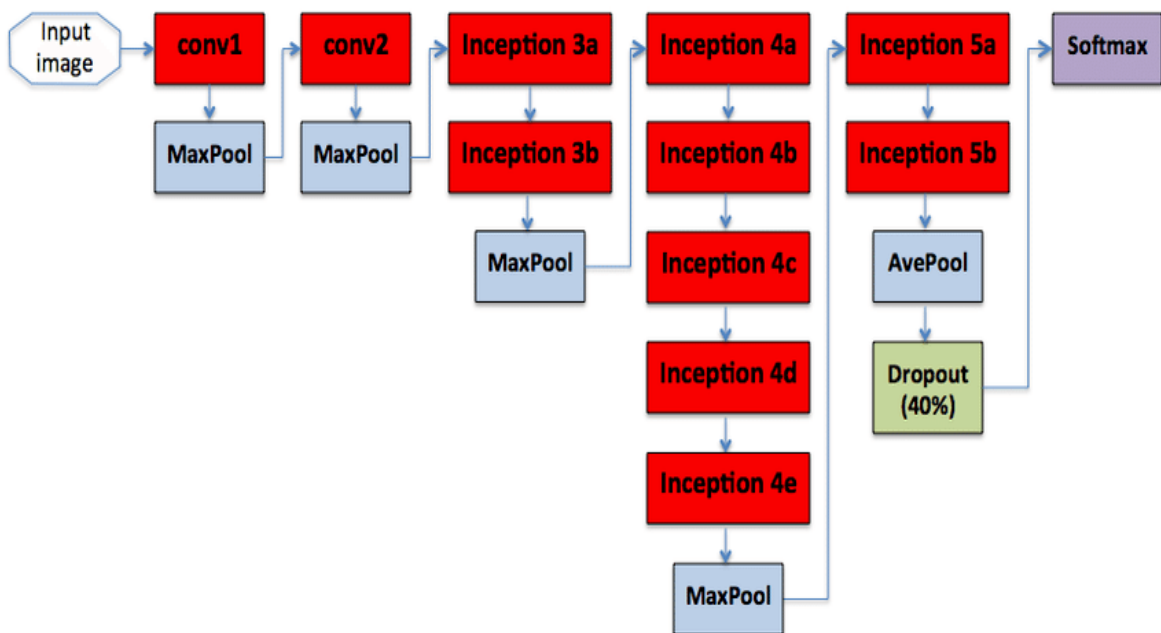 Input
image
conv1
MaxPool
conv2
MaxPool
Inception 3a
Inception 3b
MaxPool
Inception 4a
Inception 4b
Inception 4c
Inception 4d
Inception 4e
MaxPool
Inception 5a
Inception 5b
AvePool
Dropout
(40%)
Softmax